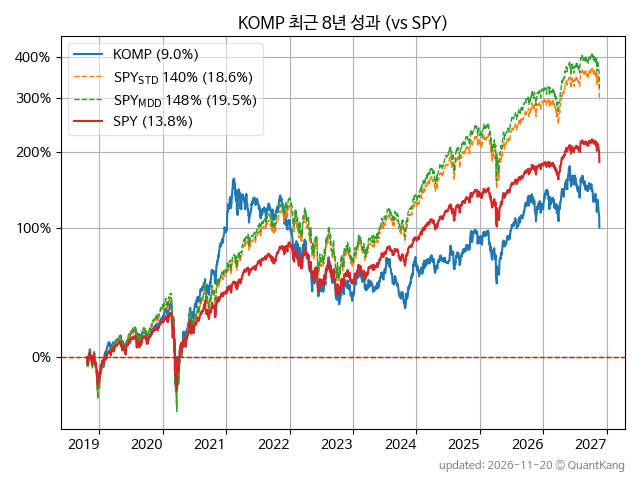 KOMP 최근 8년 성과 (vs SPY)
KOMP (9.0%)
SPY_STD 140% (18.6%)
SPY_MDD 148% (19.5%)
SPY (13.8%)
400%
300%
200%
100%
0%
2019 2020 2021 2022 2023 2024 2025 2026 2027
updated: 2026-11-20 © QuantKang